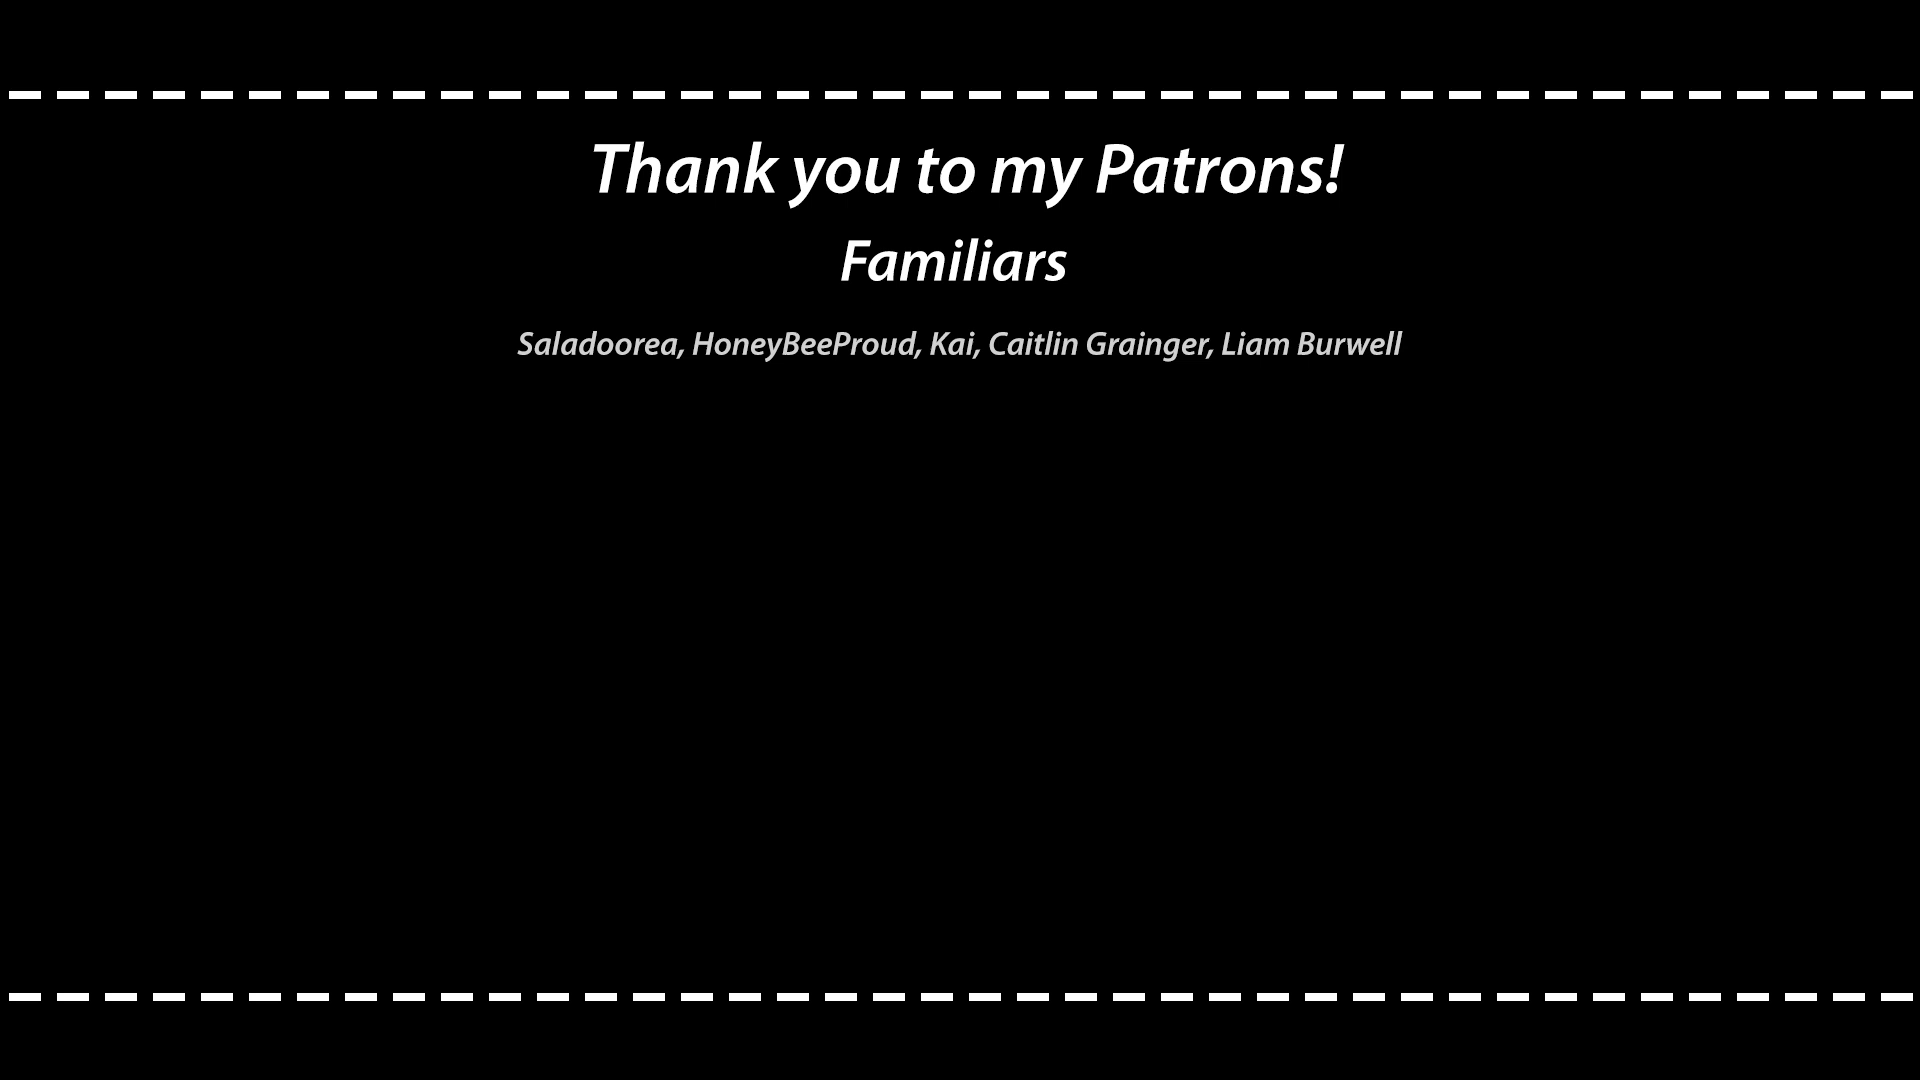 Thank you to my Patrons!
Familiars
Saladoorea, HoneyBeeProud, Kai, Caitlin Grainger, Liam Burwell